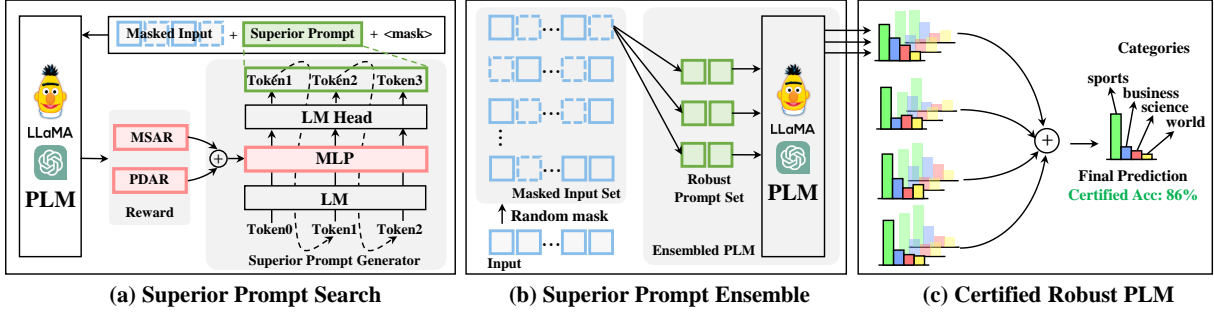 Masked Input + Superior Prompt + <mask>
Token1 Token2 Token3
LM Head
MLP
LM
Token0 Token1 Token2
Superior Prompt Generator
LLaMA
PLM
MSAR
PDAR
Reward
(a) Superior Prompt Search
Masked Input Set
Random mask
Input
Robust
Prompt Set
LLaMA
PLM
Ensembled PLM
(b) Superior Prompt Ensemble
Categories
sports
business
science
world
Final Prediction
Certified Acc: 86%
(c) Certified Robust PLM